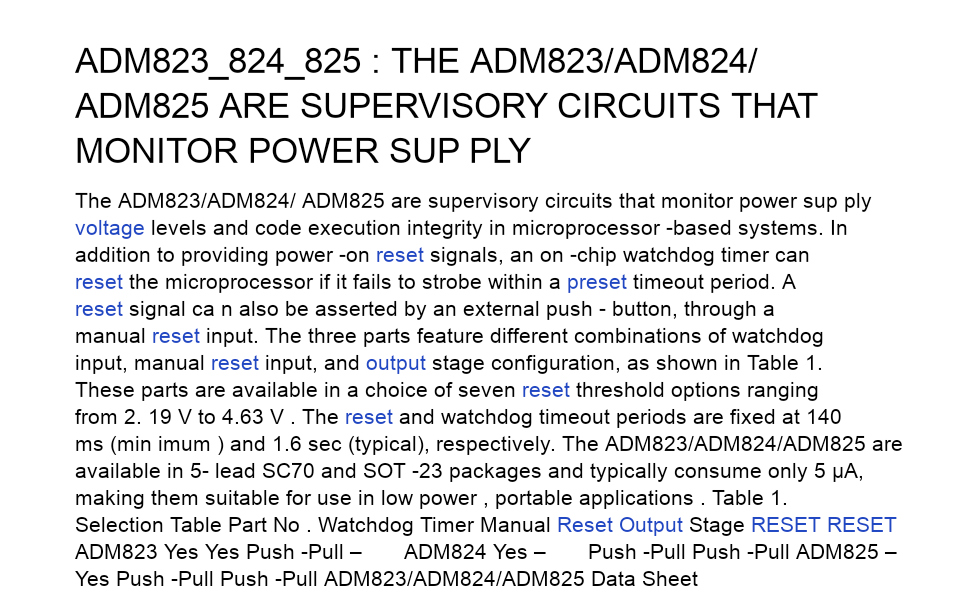 ADM823_824_825 : THE ADM823/ADM824/
ADM825 ARE SUPERVISORY CIRCUITS THAT
MONITOR POWER SUP PLY
The ADM823/ADM824/ ADM825 are supervisory circuits that monitor power sup ply
voltage levels and code execution integrity in microprocessor -based systems. In
addition to providing power -on reset signals, an on -chip watchdog timer can
reset the microprocessor if it fails to strobe within a preset timeout period. A
reset signal ca n also be asserted by an external push - button, through a
manual reset input. The three parts feature different combinations of watchdog
input, manual reset input, and output stage configuration, as shown in Table 1.
These parts are available in a choice of seven reset threshold options ranging
from 2. 19 V to 4.63 V . The reset and watchdog timeout periods are fixed at 140
ms (min imum ) and 1.6 sec (typical), respectively. The ADM823/ADM824/ADM825 are
available in 5- lead SC70 and SOT -23 packages and typically consume only 5 μA,
making them suitable for use in low power , portable applications . Table 1.
Selection Table Part No . Watchdog Timer Manual Reset Output Stage RESET RESET
ADM823 Yes Yes Push -Pull – ADM824 Yes – Push -Pull Push -Pull ADM825 –
Yes Push -Pull Push -Pull ADM823/ADM824/ADM825 Data Sheet